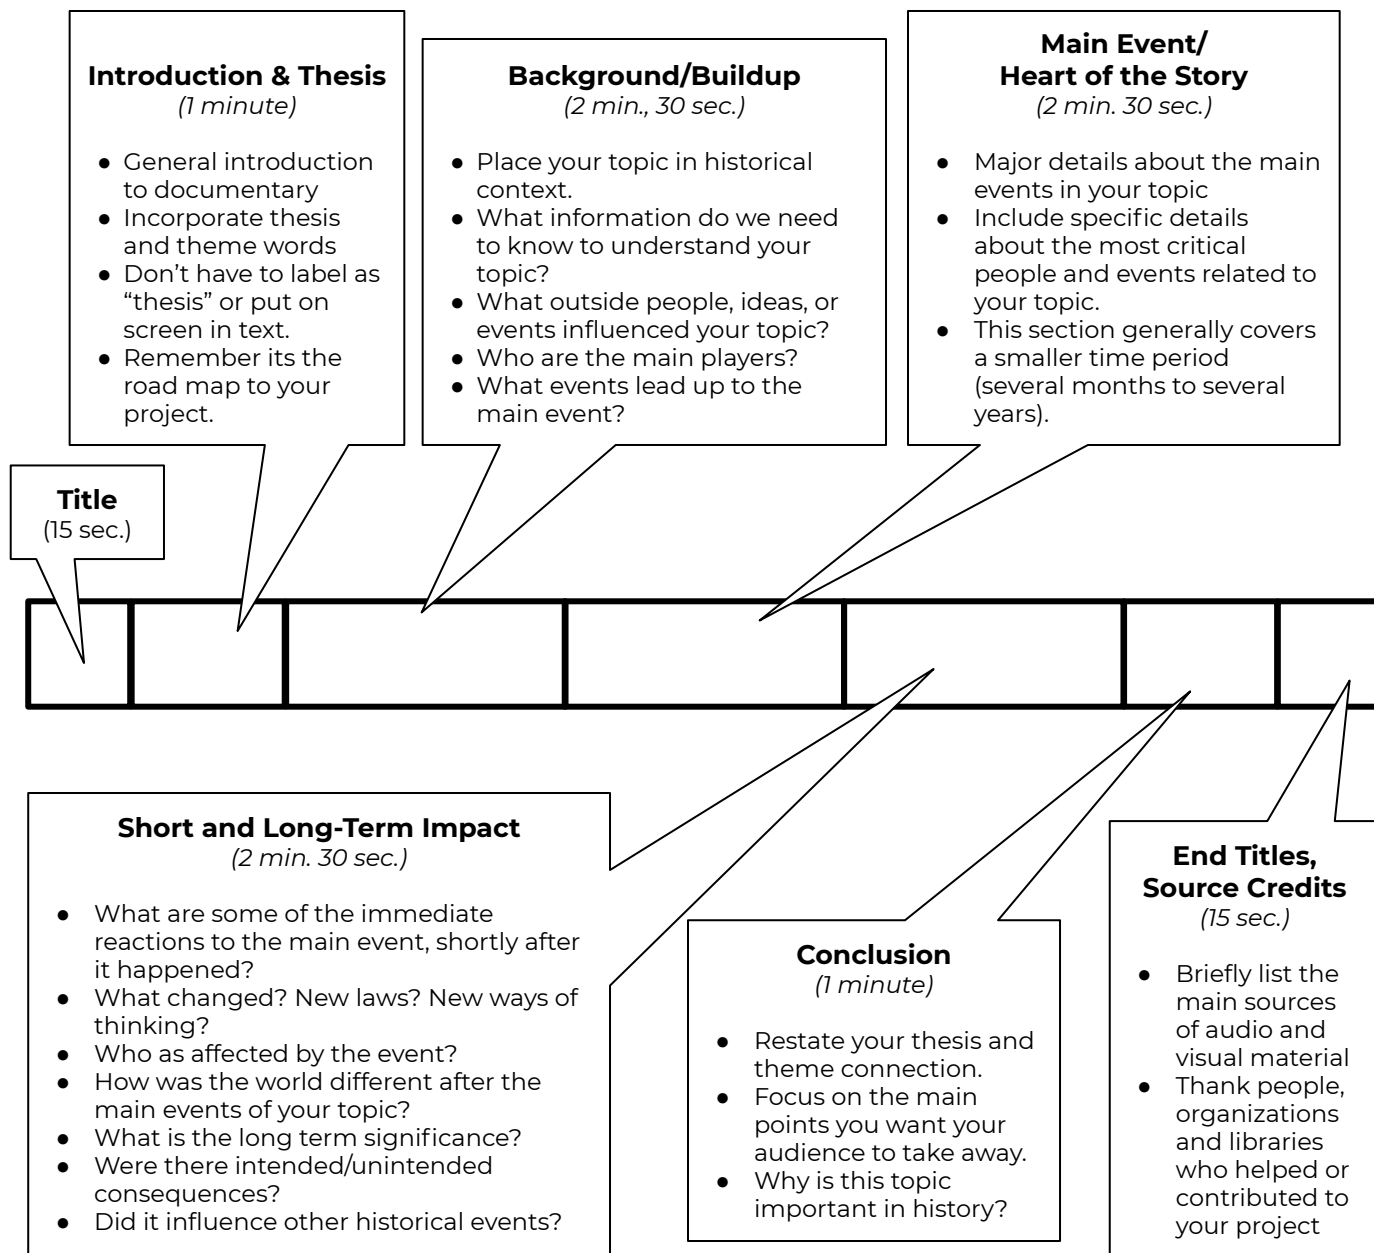 Introduction & Thesis
(1 minute)
● General introduction
to documentary
● Incorporate thesis
and theme words
● Don’t have to label as
“thesis” or put on
screen in text.
● Remember its the
road map to your
project.
Background/Buildup
(2 min., 30 sec.)
● Place your topic in historical
context.
● What information do we need
to know to understand your
topic?
● What outside people, ideas, or
events influenced your topic?
● Who are the main players?
● What events lead up to the
main event?
Main Event/
Heart of the Story
(2 min. 30 sec.)
● Major details about the main
events in your topic
● Include specific details
about the most critical
people and events related to
your topic.
● This section generally covers
a smaller time period
(several months to several
years).
Title
(15 sec.)
Short and Long-Term Impact
(2 min. 30 sec.)
● What are some of the immediate
reactions to the main event, shortly after
it happened?
● What changed? New laws? New ways of
thinking?
● Who as affected by the event?
● How was the world different after the
main events of your topic?
● What is the long term significance?
● Were there intended/unintended
consequences?
● Did it influence other historical events?
Conclusion
(1 minute)
● Restate your thesis and
theme connection.
● Focus on the main
points you want your
audience to take away.
● Why is this topic
important in history?
End Titles,
Source Credits
(15 sec.)
● Briefly list the
main sources
of audio and
visual material
● Thank people,
organizations
and libraries
who helped or
contributed to
your project